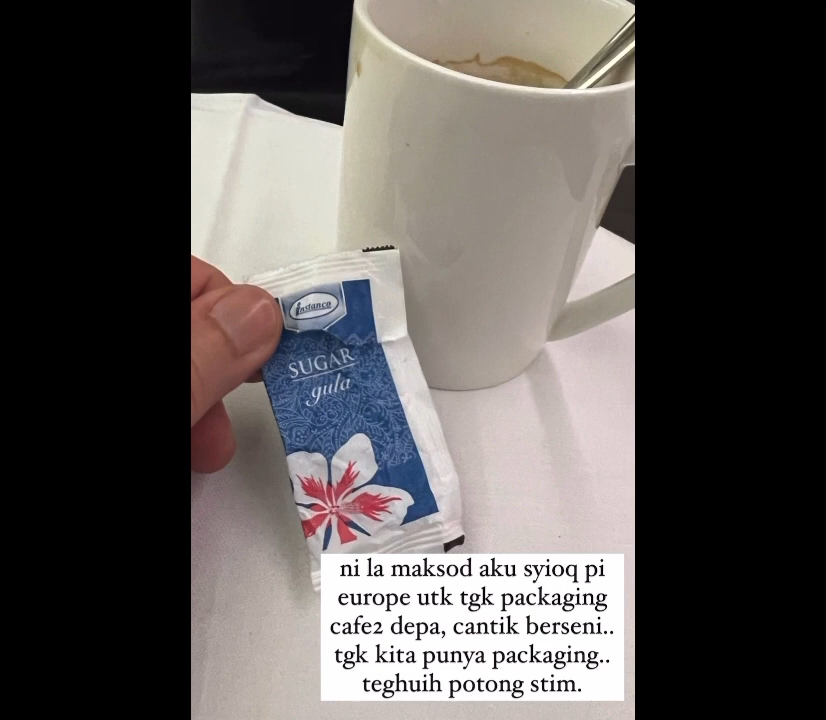 instanco
SUGAR
gula
ni la maksod aku syioq pi
europe utk tgk packaging
cafe2 depa, cantik berseni..
tgk kita punya packaging..
teghuih potong stim.